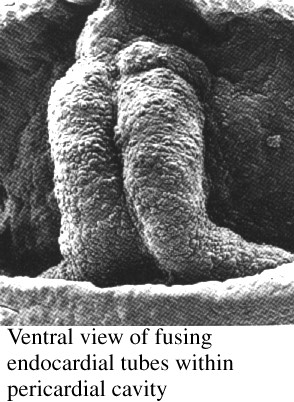 Ventral view of fusing
endocardial tubes within
pericardial cavity